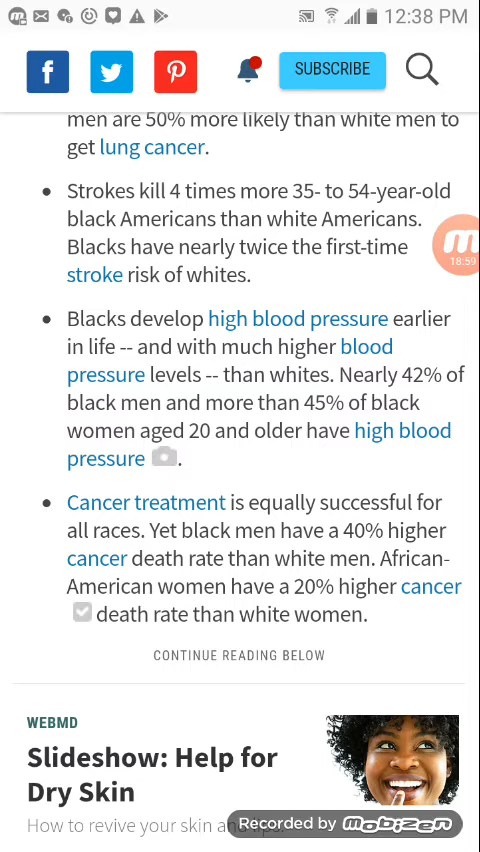 12:38 PM
SUBSCRIBE
men are 50% more likely than white men to
get lung cancer.
• Strokes kill 4 times more 35- to 54-year-old
black Americans than white Americans.
Blacks have nearly twice the first-time
stroke risk of whites.
18:59
• Blacks develop high blood pressure earlier
in life -- and with much higher blood
pressure levels -- than whites. Nearly 42% of
black men and more than 45% of black
women aged 20 and older have high blood
pressure.
• Cancer treatment is equally successful for
all races. Yet black men have a 40% higher
cancer death rate than white men. African-
American women have a 20% higher cancer
death rate than white women.
CONTINUE READING BELOW
WEBMD
Slideshow: Help for
Dry Skin
How to revive your skin and lips.
Recorded by mobizen